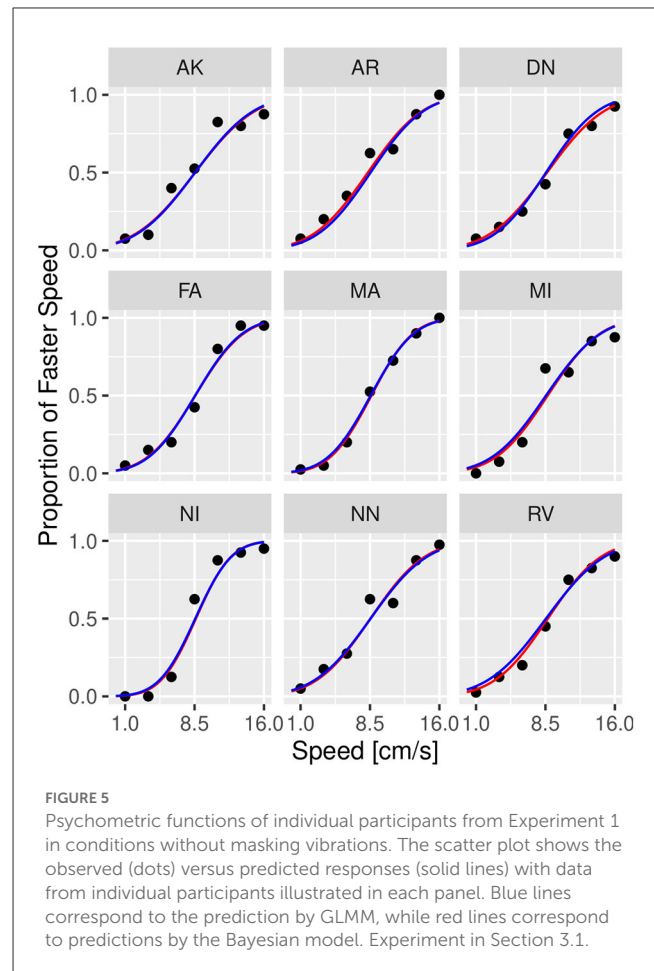 AK AR DN
1.0
0.5
0.0
FA MA MI
1.0
0.5
0.0
NI NN RV
1.0
0.5
0.0
Proportion of Faster Speed
1.0 8.5 16.0 1.0 8.5 16.0 1.0 8.5 16.0
Speed [cm/s]
FIGURE 5
Psychometric functions of individual participants from Experiment 1
in conditions without masking vibrations. The scatter plot shows the
observed (dots) versus predicted responses (solid lines) with data
from individual participants illustrated in each panel. Blue lines
correspond to the prediction by GLMM, while red lines correspond
to predictions by the Bayesian model. Experiment in Section 3.1.